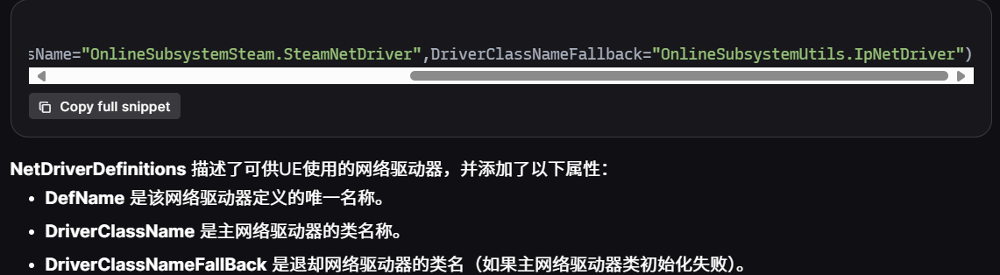 sName="OnlineSubsystemSteam.SteamNetDriver",DriverClassNameFallback="OnlineSubsystemUtils.IpNetDriver")
Copy full snippet
NetDriverDefinitions 描述了可供UE使用的网络驱动器，并添加了以下属性：
• DefName 是该网络驱动器定义的唯一名称。
• DriverClassName 是主网络驱动器的类名称。
• DriverClassNameFallBack 是退却网络驱动器的类名（如果主网络驱动器类初始化失败）。